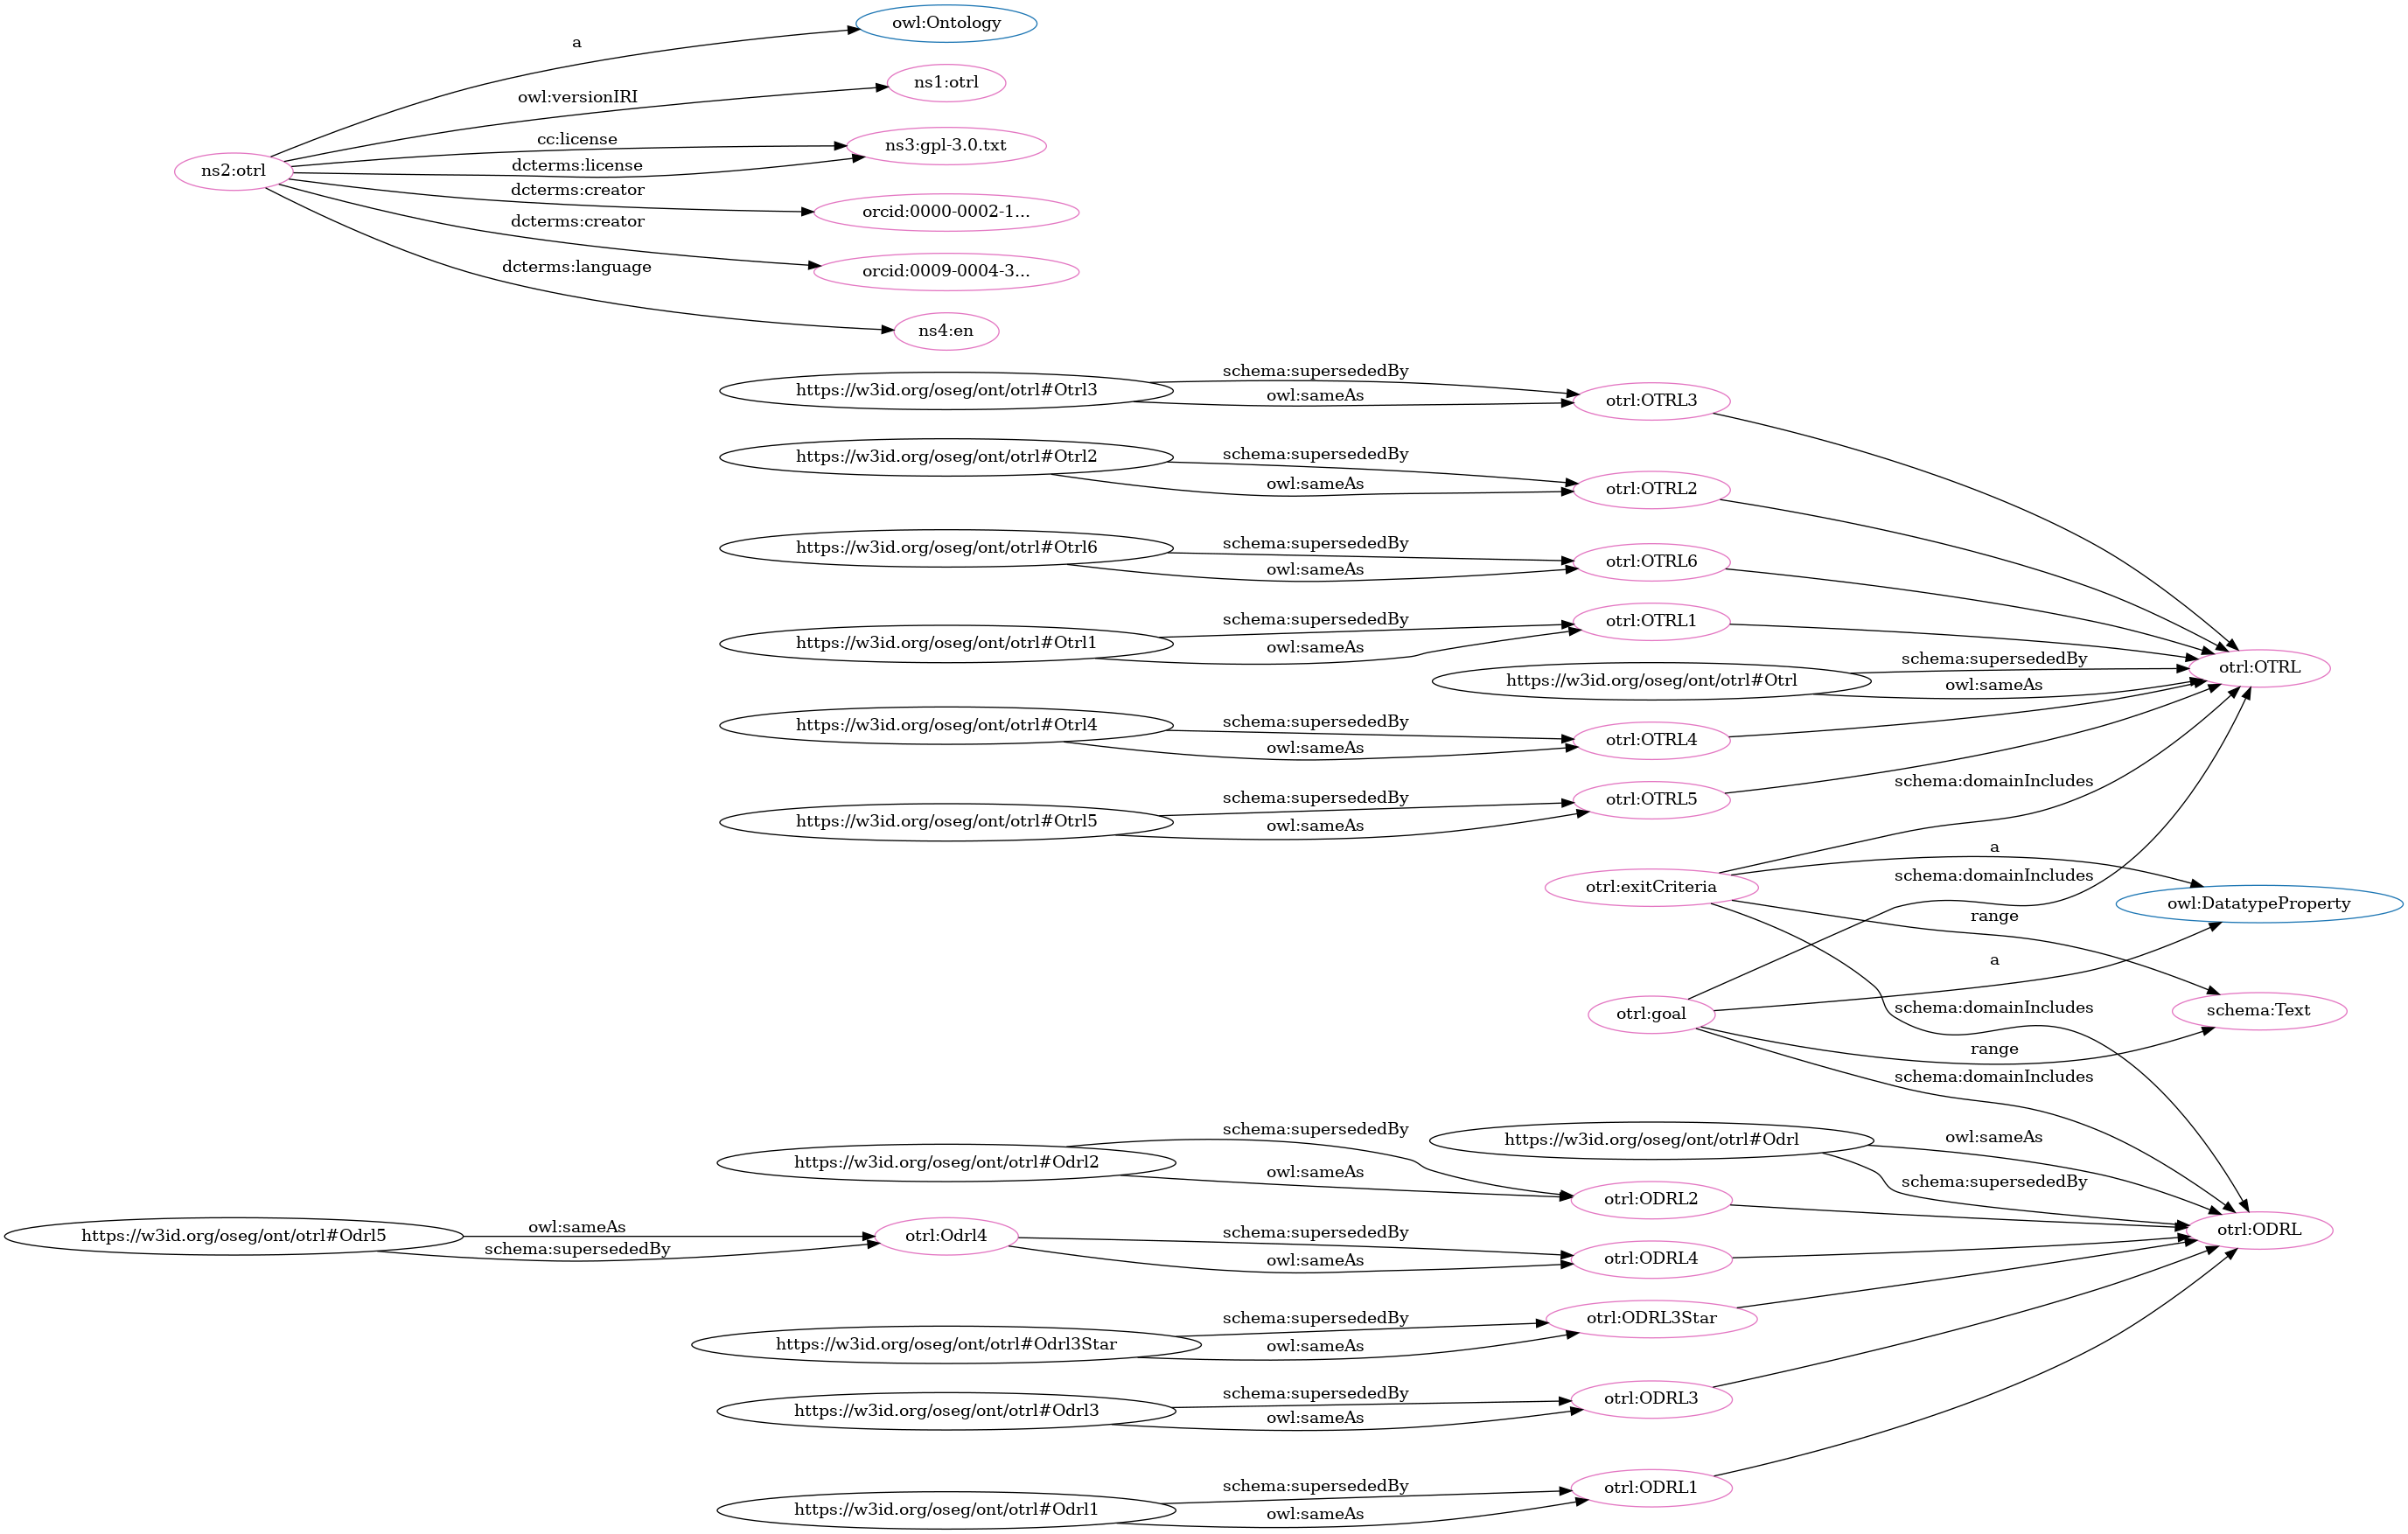 owl:Ontology
a
ns1:otrl
owl:versionIRI
cc:license
ns3:gpl-3.0.txt
dcterms:license
ns2:otrl
dcterms:creator
orcid:0000-0002-1...
dcterms:creator
orcid:0009-0004-3...
dcterms:language
ns4:en
https://w3id.org/oseg/ont/otrl#Otrl3
schema:supersededBy
owl:sameAs
otrl:OTRL3
https://w3id.org/oseg/ont/otrl#Otrl2
schema:supersededBy
owl:sameAs
otrl:OTRL2
https://w3id.org/oseg/ont/otrl#Otrl6
schema:supersededBy
owl:sameAs
otrl:OTRL6
https://w3id.org/oseg/ont/otrl#Otrl1
schema:supersededBy
owl:sameAs
otrl:OTRL1
https://w3id.org/oseg/ont/otrl#Otrl
schema:supersededBy
owl:sameAs
otrl:OTRL
https://w3id.org/oseg/ont/otrl#Otrl4
schema:supersededBy
owl:sameAs
otrl:OTRL4
https://w3id.org/oseg/ont/otrl#Otrl5
schema:supersededBy
owl:sameAs
otrl:OTRL5
schema:domainIncludes
otrl:exitCriteria
a
schema:domainIncludes
owl:DatatypeProperty
range
a
otrl:goal
schema:domainIncludes
schema:Text
range
schema:domainIncludes
https://w3id.org/oseg/ont/otrl#Odrl2
schema:supersededBy
owl:sameAs
https://w3id.org/oseg/ont/otrl#Odrl
owl:sameAs
schema:supersededBy
otrl:ODRL2
otrl:ODRL
https://w3id.org/oseg/ont/otrl#Odrl5
owl:sameAs
schema:supersededBy
otrl:Odrl4
schema:supersededBy
owl:sameAs
otrl:ODRL4
https://w3id.org/oseg/ont/otrl#Odrl3Star
schema:supersededBy
owl:sameAs
otrl:ODRL3Star
https://w3id.org/oseg/ont/otrl#Odrl3
schema:supersededBy
owl:sameAs
otrl:ODRL3
https://w3id.org/oseg/ont/otrl#Odrl1
schema:supersededBy
owl:sameAs
otrl:ODRL1